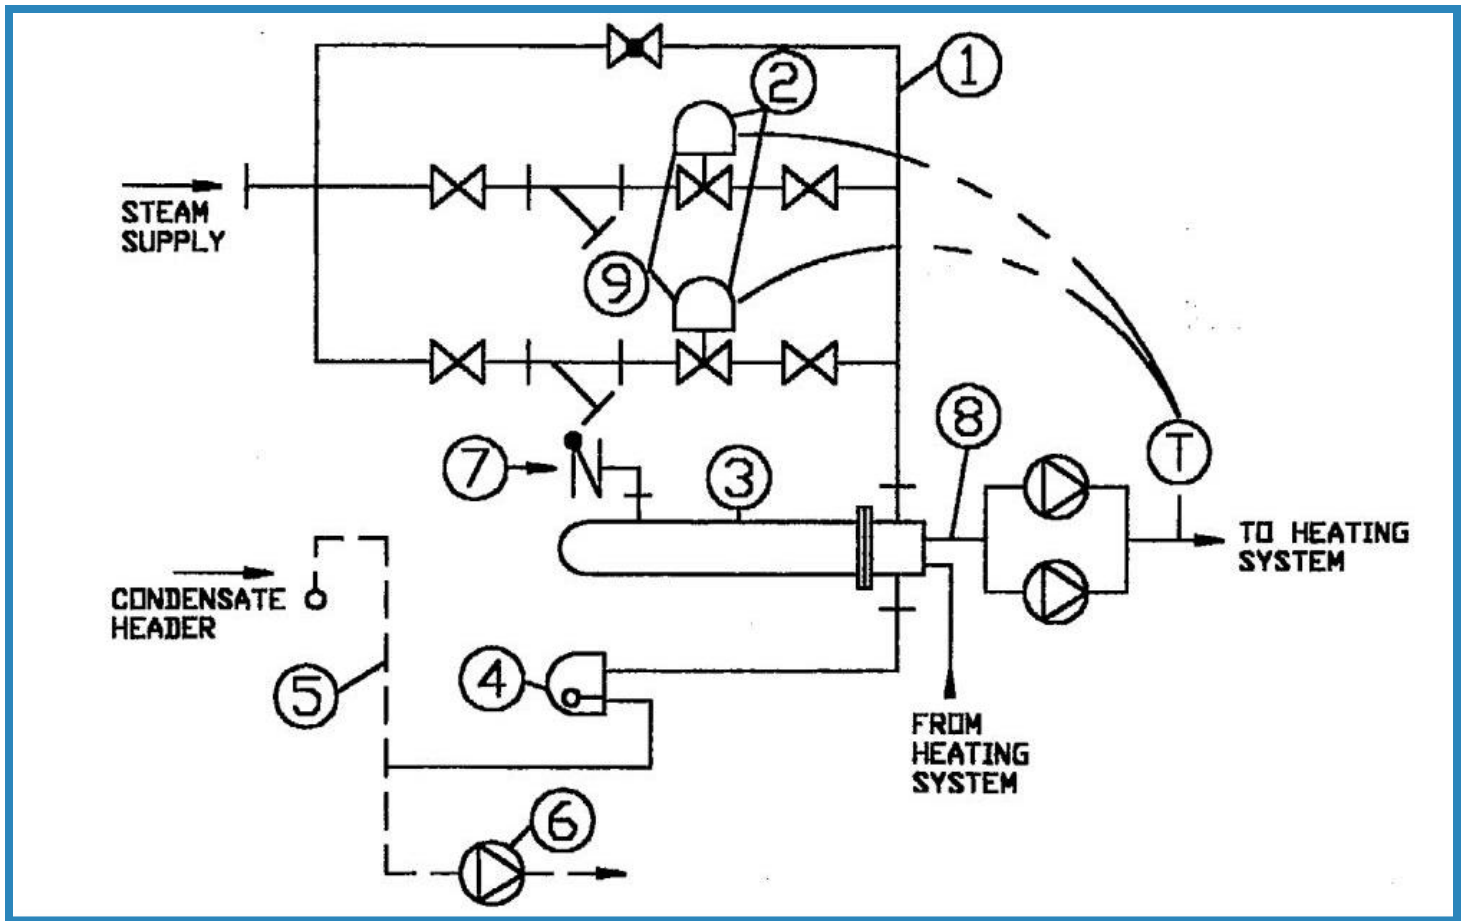 1
2
STEAM
SUPPLY
9
8
7
3
T
TO HEATING
SYSTEM
CONDENSATE
HEADER
4
5
FROM
HEATING
SYSTEM
6